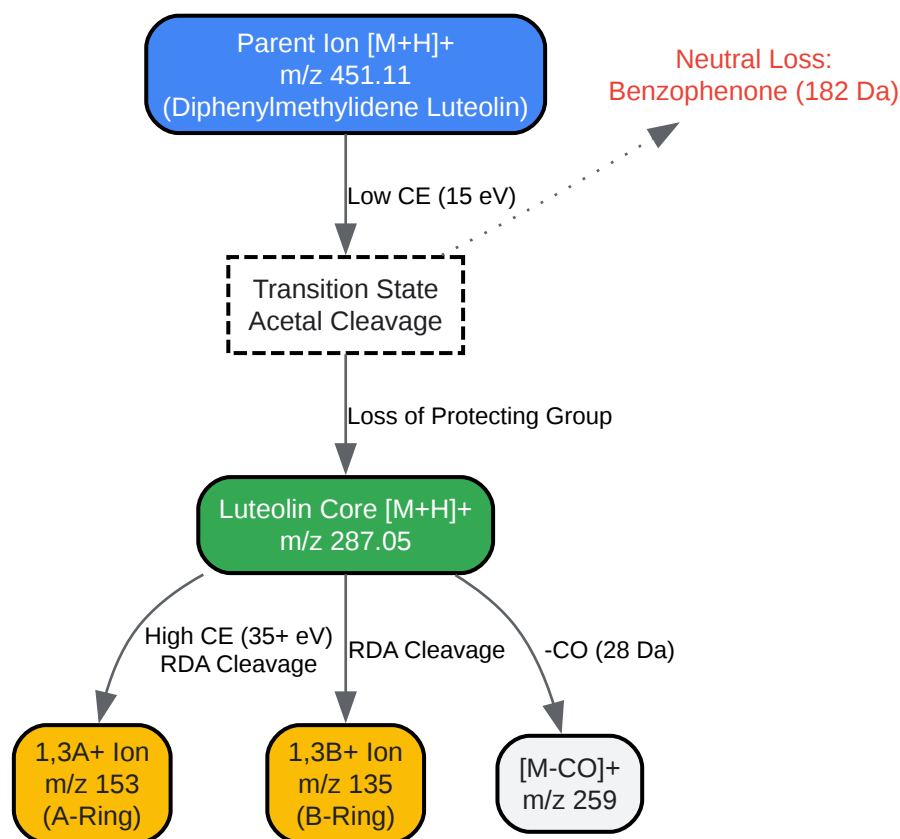 Parent Ion [M+H]+
m/z 451.11
(Diphenylmethylidene Luteolin)
Neutral Loss:
Benzophenone (182 Da)
Low CE (15 eV)
Transition State
Acetal Cleavage
Loss of Protecting Group
Luteolin Core [M+H]+
m/z 287.05
High CE (35+ eV)
RDA Cleavage
RDA Cleavage
-CO (28 Da)
1,3A+ Ion
m/z 153
(A-Ring)
1,3B+ Ion
m/z 135
(B-Ring)
[M-CO]+
m/z 259